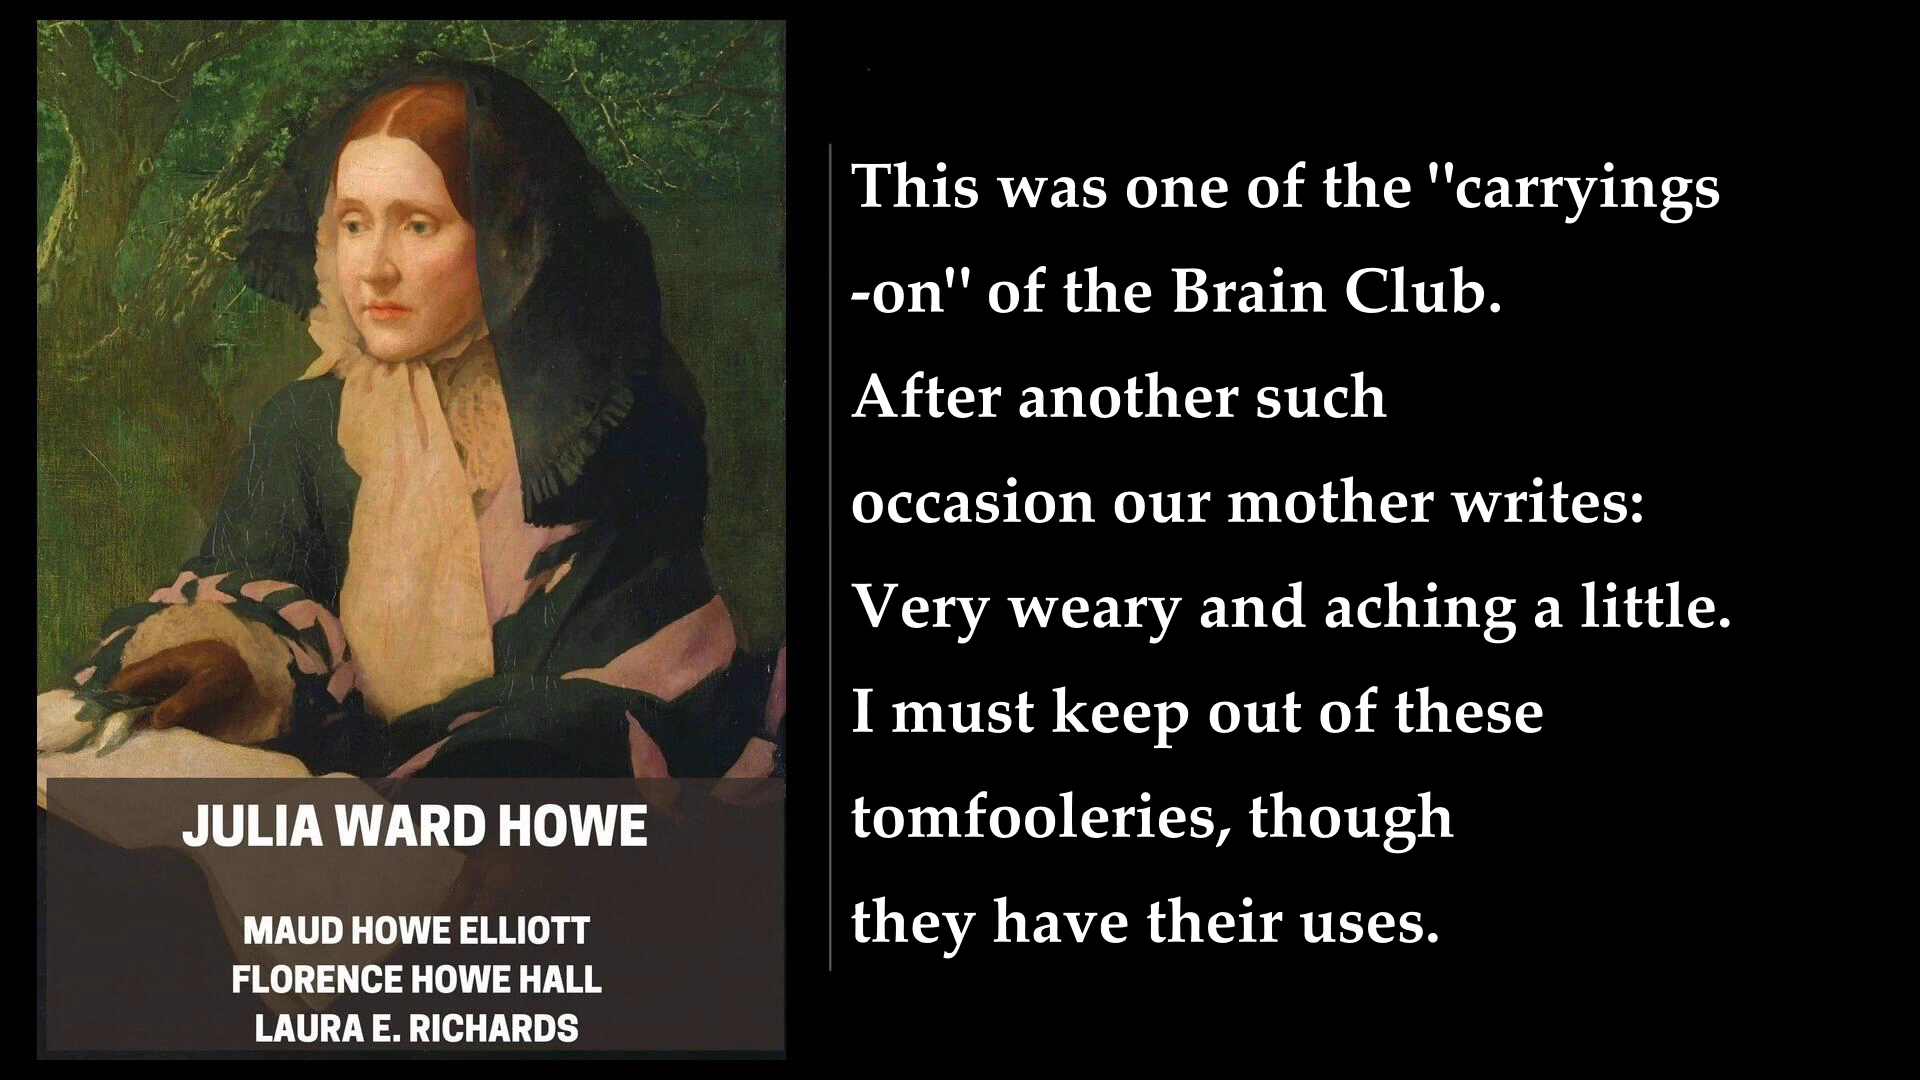 JULIA WARD HOWE
MAUD HOWE ELLIOTT
FLORENCE HOWE HALL
LAURA E. RICHARDS
This was one of the "carryings
-on" of the Brain Club.
After another such
occasion our mother writes:
Very weary and aching a little.
I must keep out of these
tomfooleries, though
they have their uses.